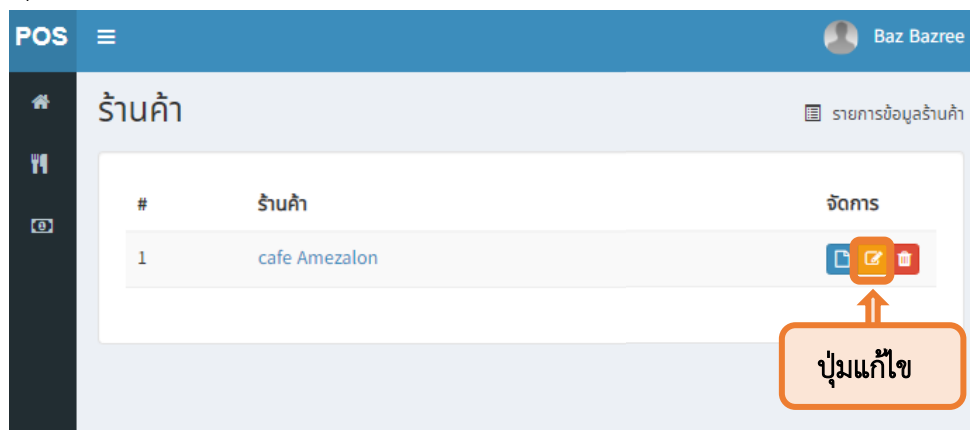 POS Baz Bazree
ร้านค้า รายการข้อมูลร้านค้า
# ร้านค้า จัดการ
1 cafe Amezalon
ปุ่มแก้ไข